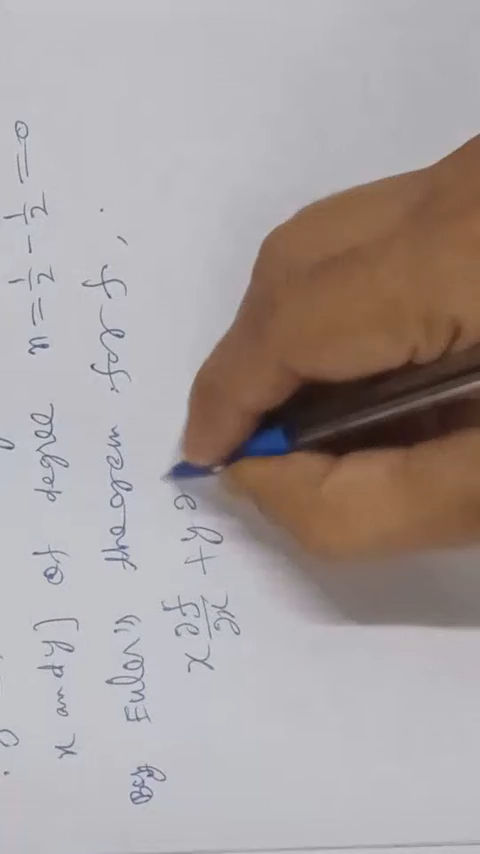 x and y] of degree n = 1/2 - 1/2 = 0
By Euler's theorem for f,
x ∂f/∂x + y ∂